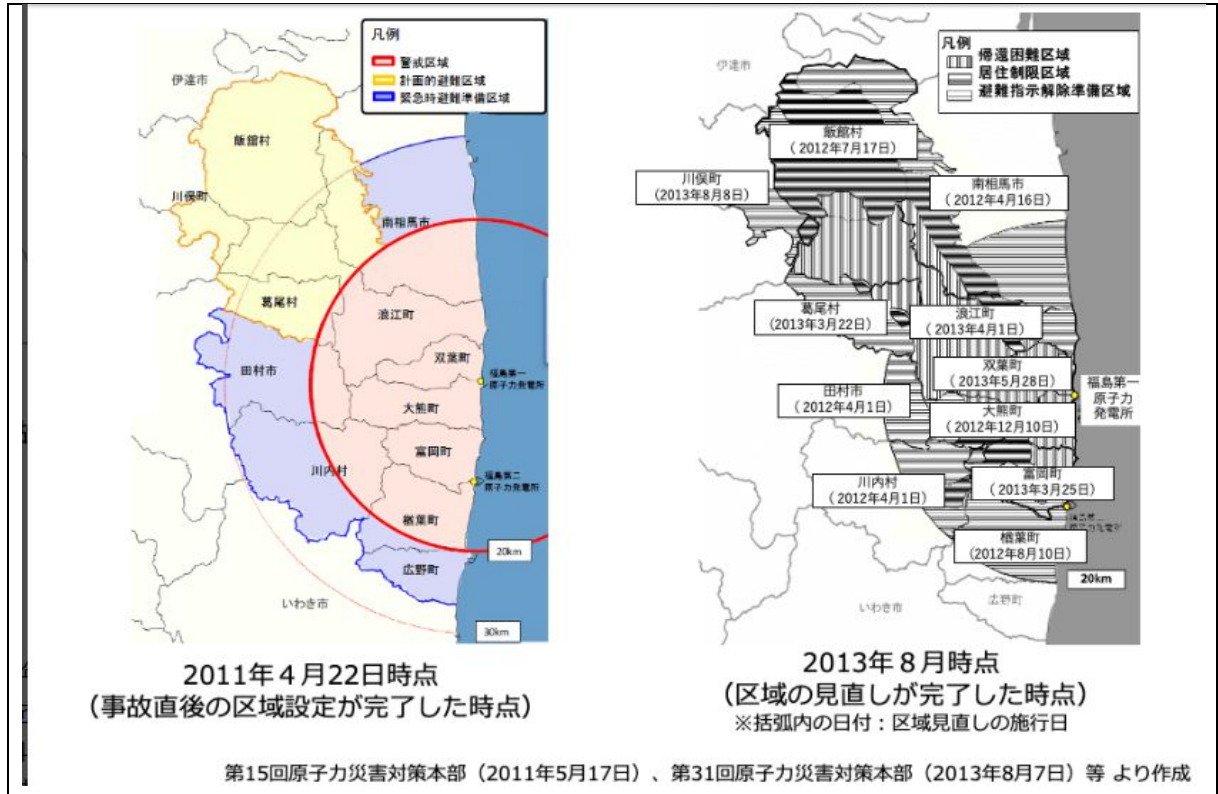 凡例
警戒区域
計画的避難区域
緊急時避難準備区域
伊達市
飯舘村
川俣町
南相馬市
葛尾村
浪江町
田村市
双葉町
福島第一
原子力発電所
大熊町
富岡町
川内村
福島第二
原子力発電所
楢葉町
20km
広野町
いわき市
30km
2011年4月22日時点
（事故直後の区域設定が完了した時点）
凡例
帰還困難区域
居住制限区域
避難指示解除準備区域
伊達市
飯舘村
（2012年7月17日）
川俣町
（2013年8月8日）
南相馬市
（2012年4月16日）
葛尾村
（2013年3月22日）
浪江町
（2013年4月1日）
双葉町
（2013年5月28日）
福島第一
原子力
発電所
田村市
（2012年4月1日）
大熊町
（2012年12月10日）
富岡町
（2013年3月25日）
川内村
（2012年4月1日）
福島第二
原子力発電所
楢葉町
（2012年8月10日）
20km
広野町
いわき市
2013年8月時点
（区域の見直しが完了した時点）
※括弧内の日付：区域見直しの施行日
第15回原子力災害対策本部（2011年5月17日）、第31回原子力災害対策本部（2013年8月7日）等 より作成